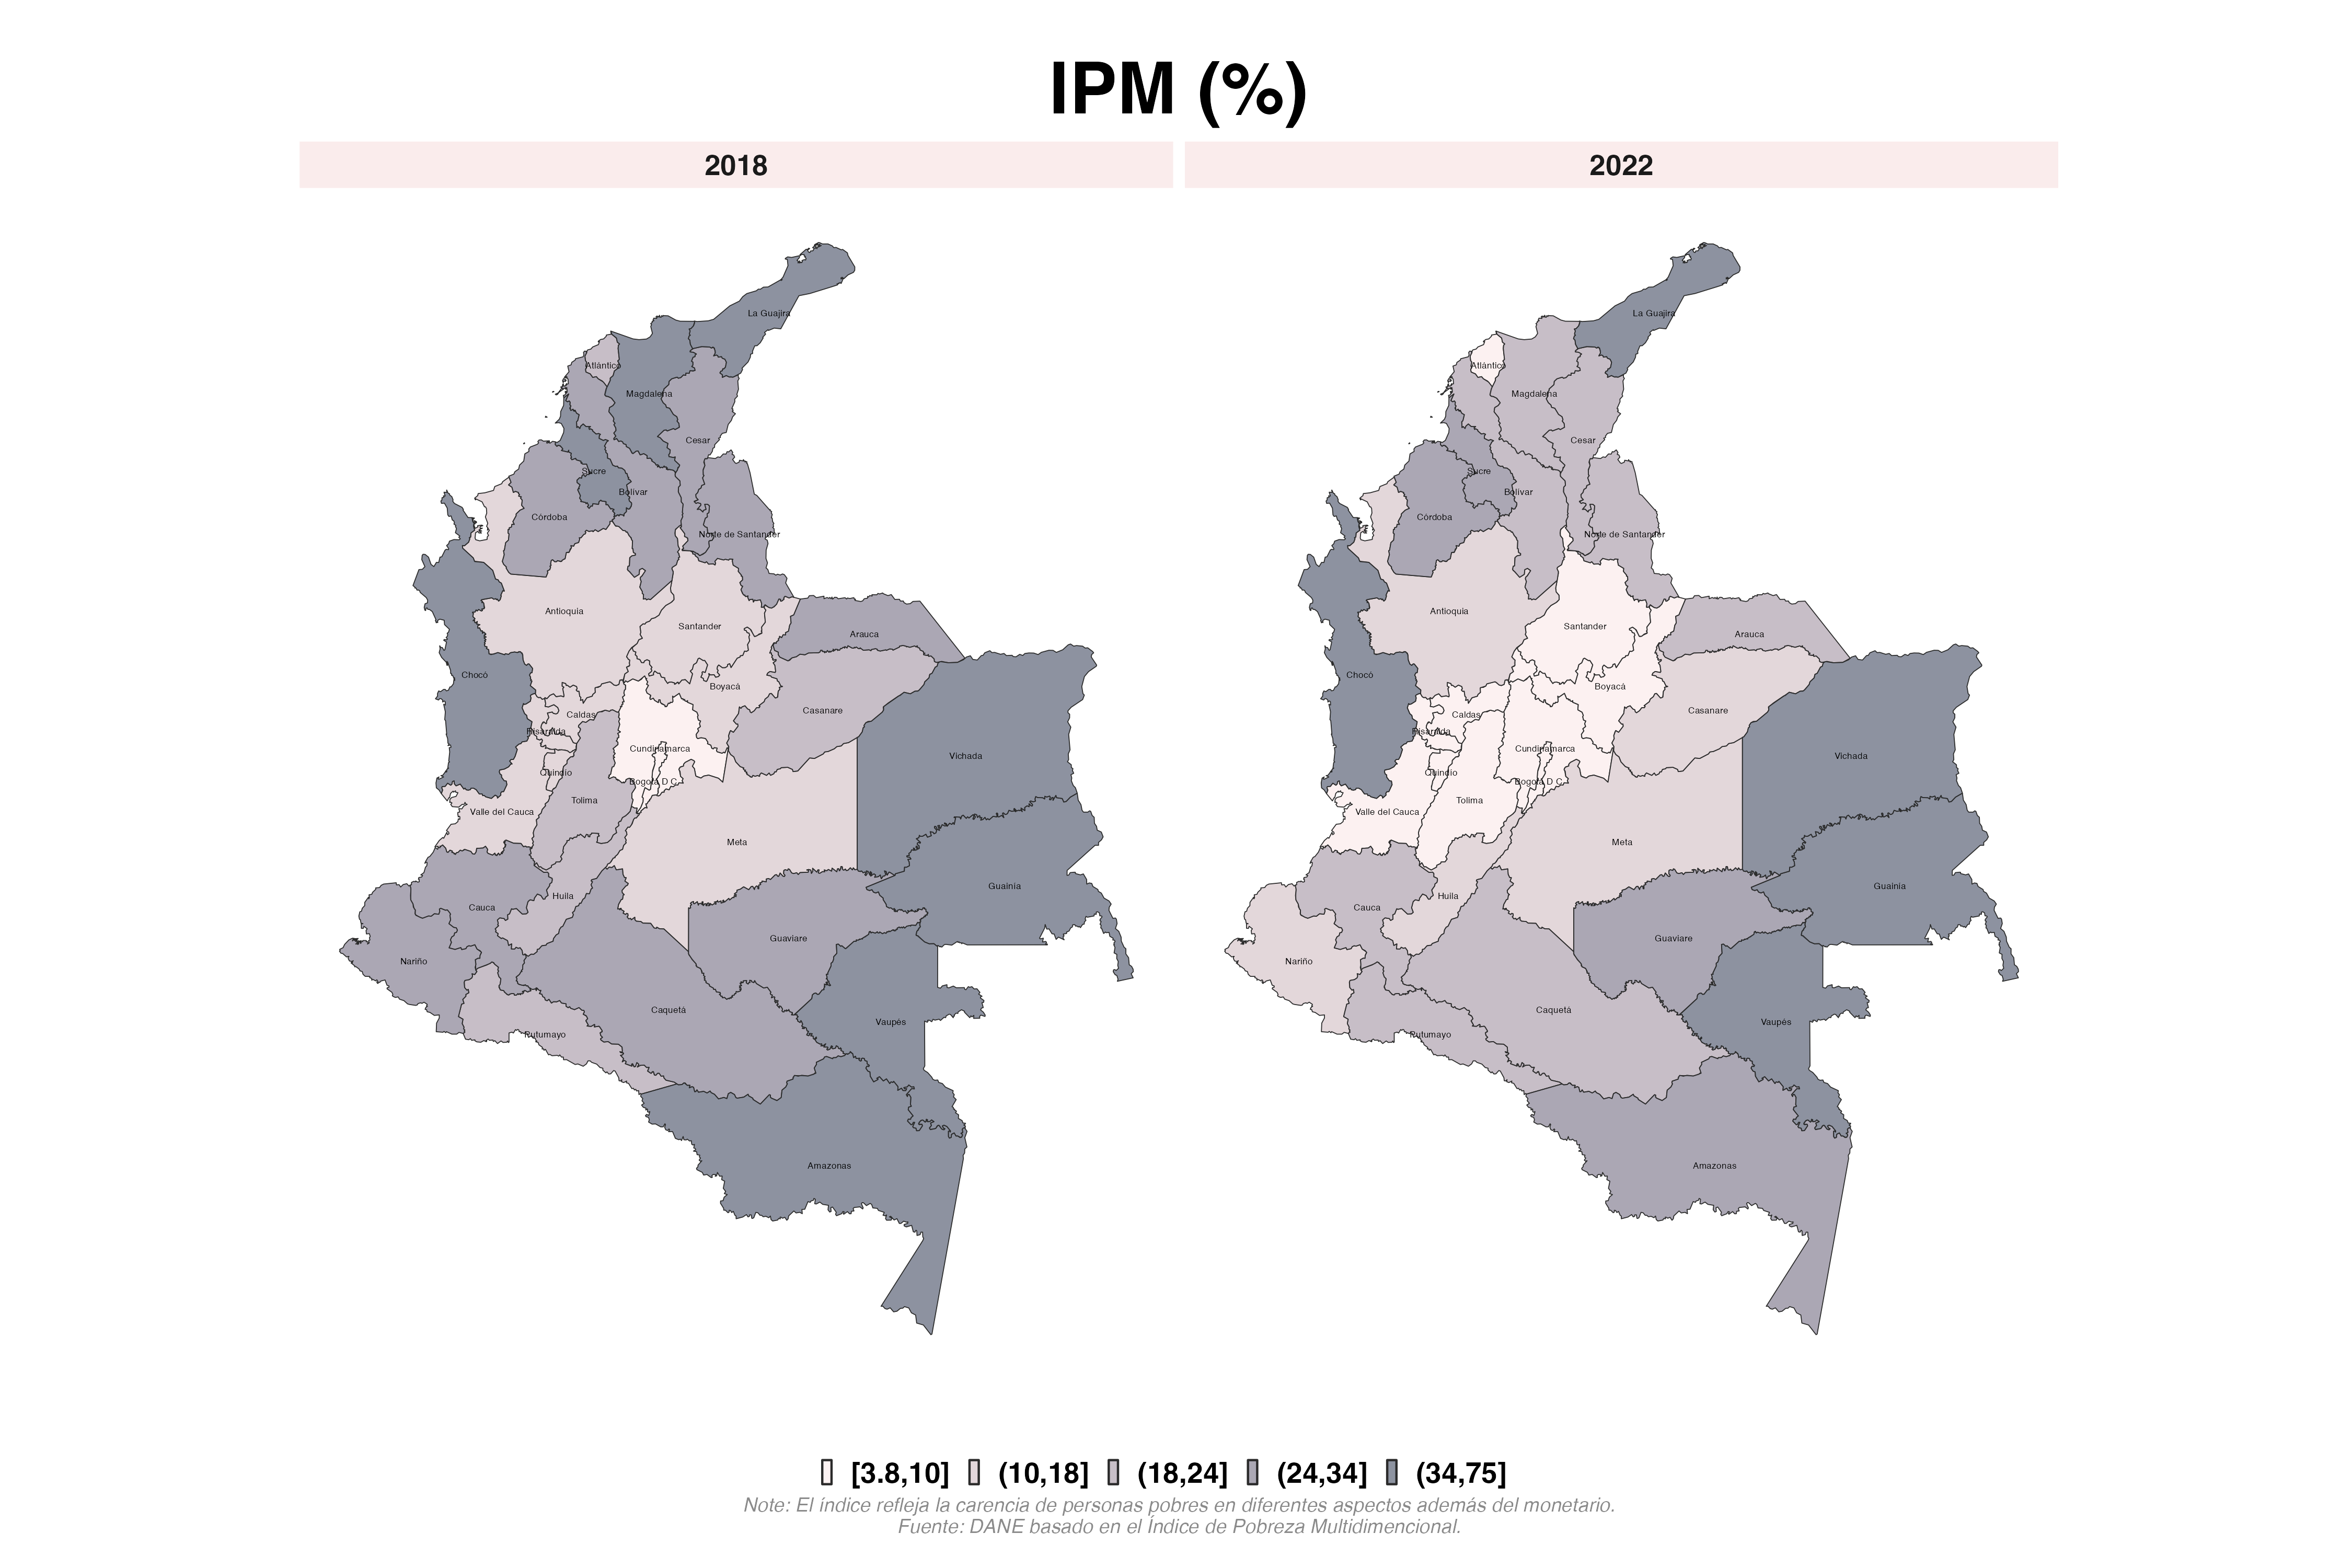 IPM (%)
2018
2022
La Guajira
Atlántico
Magdalena
Cesar
Sucre
Bolívar
Córdoba
Norte de Santander
Antioquia
Santander
Arauca
Chocó
Boyacá
Casanare
Caldas
Risaralda
Cundinamarca
Vichada
Quindío
Bogotá D.C.
Tolima
Valle del Cauca
Meta
Guainía
Huila
Cauca
Guaviare
Nariño
Caquetá
Vaupés
Putumayo
Amazonas
La Guajira
Atlántico
Magdalena
Cesar
Sucre
Bolívar
Córdoba
Norte de Santander
Antioquia
Santander
Arauca
Chocó
Boyacá
Casanare
Caldas
Risaralda
Cundinamarca
Vichada
Quindío
Bogotá D.C.
Tolima
Valle del Cauca
Meta
Guainía
Huila
Cauca
Guaviare
Nariño
Caquetá
Vaupés
Putumayo
Amazonas
[3.8,10] (10,18] (18,24] (24,34] (34,75]
Note: El índice refleja la carencia de personas pobres en diferentes aspectos además del monetario.
Fuente: DANE basado en el Índice de Pobreza Multidimencional.